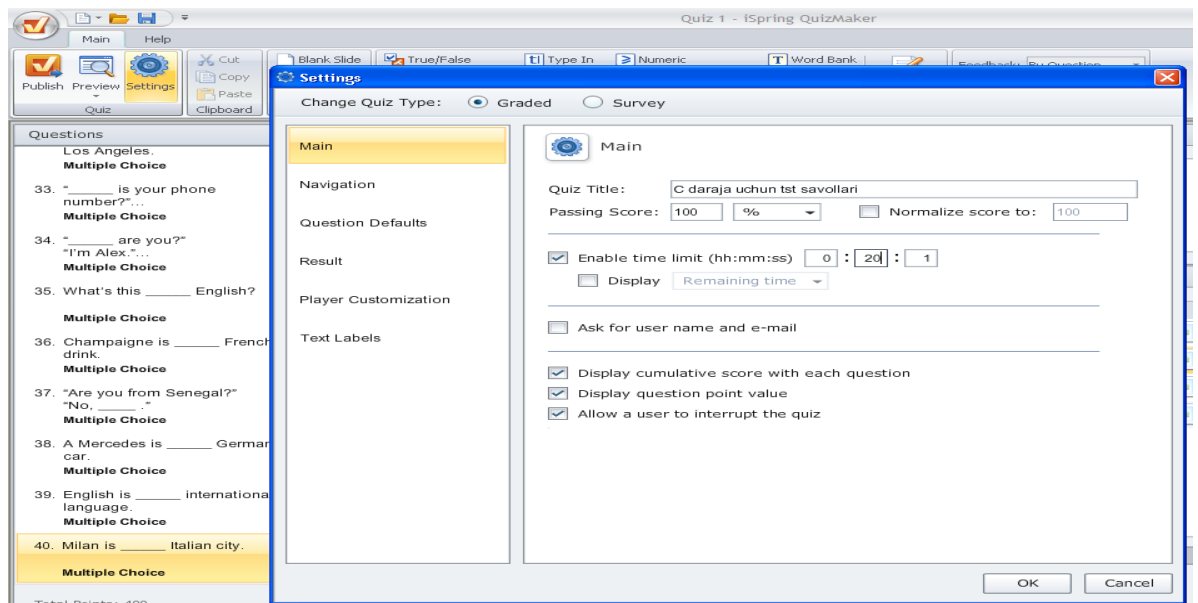 Quiz 1 - iSpring QuizMaker
Main Help
Cut
Copy
Paste
Blank Slide True/False Type In Numeric Word Bank
Feedback: By Question
Publish Preview Settings
Quiz Clipboard
Settings
Change Quiz Type: Graded Survey
Questions
Los Angeles.
Multiple Choice
33. “______ is your phone
number?”...
Multiple Choice
34. “______ are you?”
“I'm Alex.”...
Multiple Choice
35. What's this ______ English?
Multiple Choice
36. Champaigne is ______ French
drink.
Multiple Choice
37. “Are you from Senegal?”
“No, _____ .”
Multiple Choice
38. A Mercedes is ______ German
car.
Multiple Choice
39. English is ______ internationa
language.
Multiple Choice
40. Milan is ______ Italian city.
Multiple Choice
Total Points: 400
Main
Navigation
Question Defaults
Result
Player Customization
Text Labels
Main
Quiz Title: C daraja uchun tst savollari
Passing Score: 100 % Normalize score to: 100
Enable time limit (hh:mm:ss) 0 : 20 : 1
Display Remaining time
Ask for user name and e-mail
Display cumulative score with each question
Display question point value
Allow a user to interrupt the quiz
OK Cancel